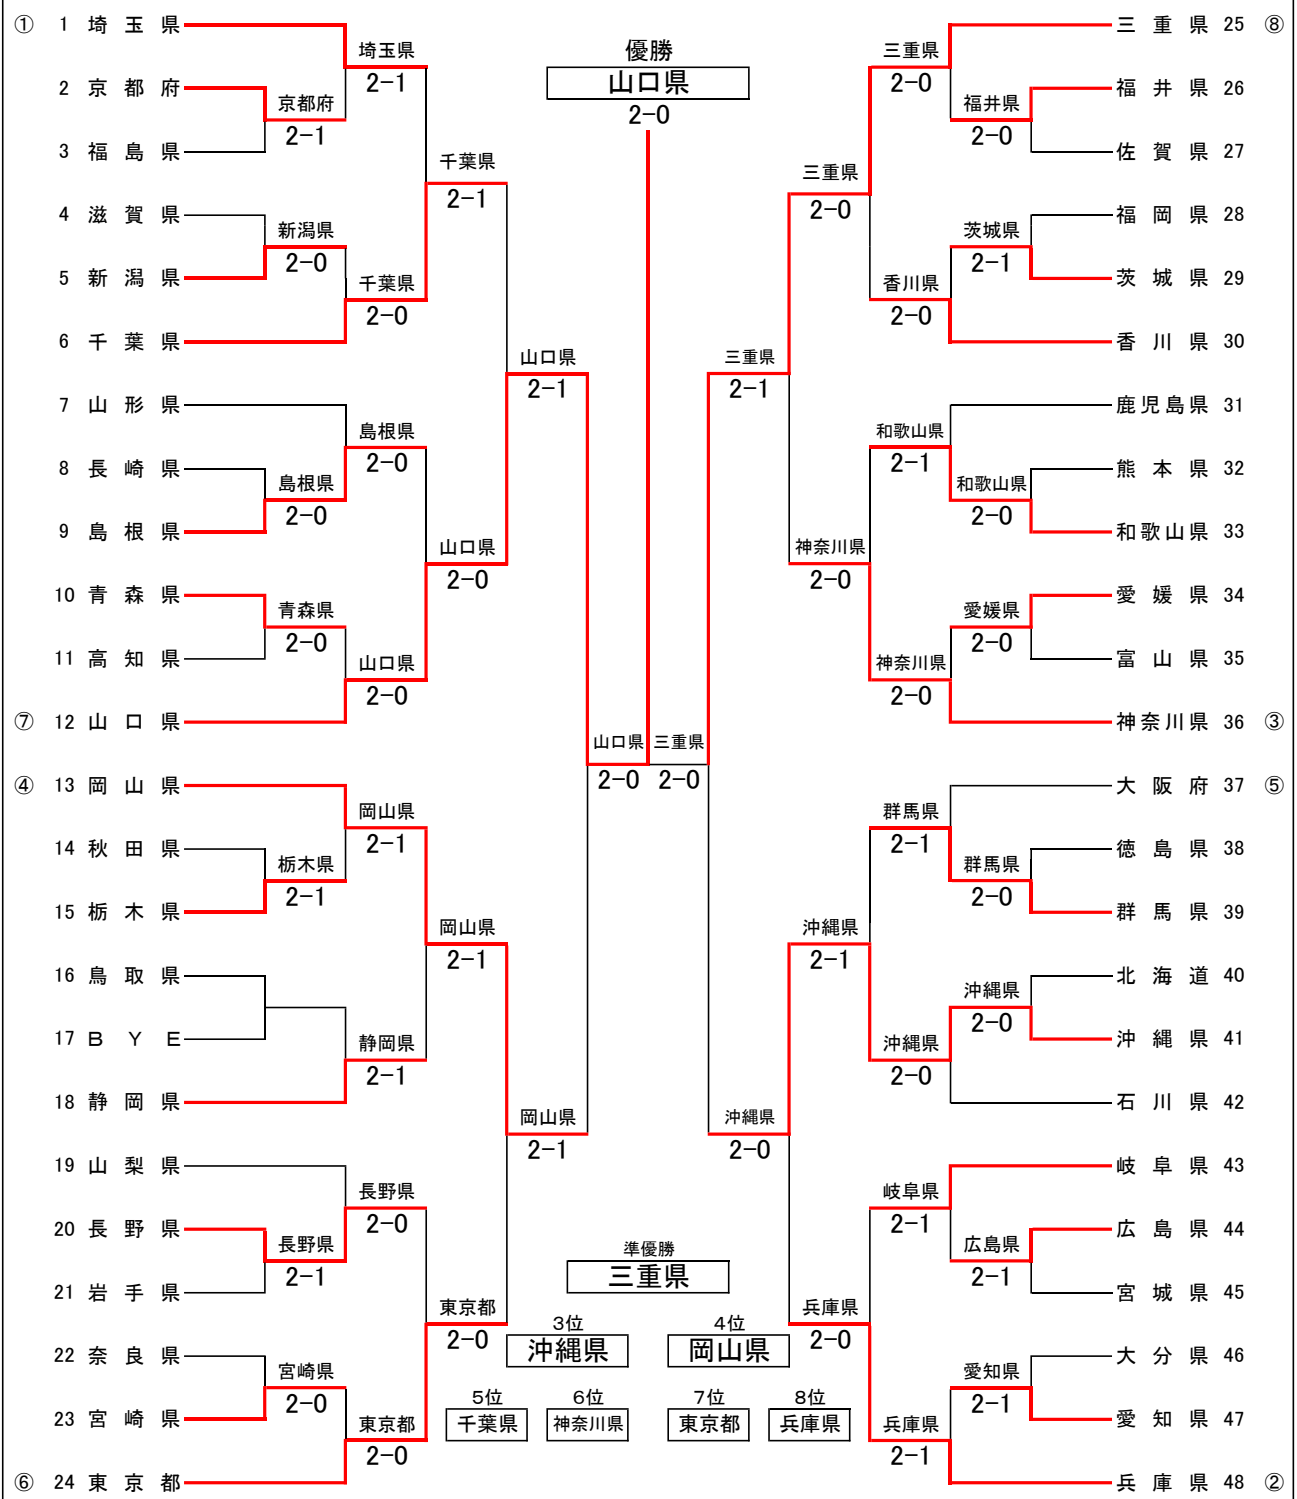 ① 1 埼玉県
2 京都府
3 福島県
4 滋賀県
5 新潟県
6 千葉県
7 山形県
8 長崎県
9 島根県
10 青森県
11 高知県
⑦ 12 山口県
④ 13 岡山県
14 秋田県
15 栃木県
16 鳥取県
17 BYE
18 静岡県
19 山梨県
20 長野県
21 岩手県
22 奈良県
23 宮崎県
⑥ 24 東京都
京都府
2-1
新潟県
2-0
島根県
2-0
青森県
2-0
栃木県
2-1
長野県
2-1
宮崎県
2-0
埼玉県
2-1
千葉県
2-0
島根県
2-0
山口県
2-0
岡山県
2-1
静岡県
2-1
長野県
2-0
東京都
2-0
千葉県
2-1
山口県
2-0
岡山県
2-1
東京都
2-0
山口県
2-1
岡山県
2-1
優勝
山口県
2-0
山口県 三重県
2-0 2-0
準優勝
三重県
3位
沖縄県
4位
岡山県
5位
千葉県
6位
神奈川県
7位
東京都
8位
兵庫県
三重県
2-1
沖縄県
2-0
三重県
2-0
神奈川県
2-0
沖縄県
2-1
兵庫県
2-0
三重県
2-0
香川県
2-0
和歌山県
2-1
神奈川県
2-0
群馬県
2-1
沖縄県
2-0
岐阜県
2-1
兵庫県
2-1
福井県
2-0
茨城県
2-1
和歌山県
2-0
愛媛県
2-0
群馬県
2-0
沖縄県
2-0
広島県
2-1
愛知県
2-1
三重県 25 ⑧
福井県 26
佐賀県 27
福岡県 28
茨城県 29
香川県 30
鹿児島県 31
熊本県 32
和歌山県 33
愛媛県 34
富山県 35
神奈川県 36 ③
大阪府 37 ⑤
徳島県 38
群馬県 39
北海道 40
沖縄県 41
石川県 42
岐阜県 43
広島県 44
宮城県 45
大分県 46
愛知県 47
兵庫県 48 ②